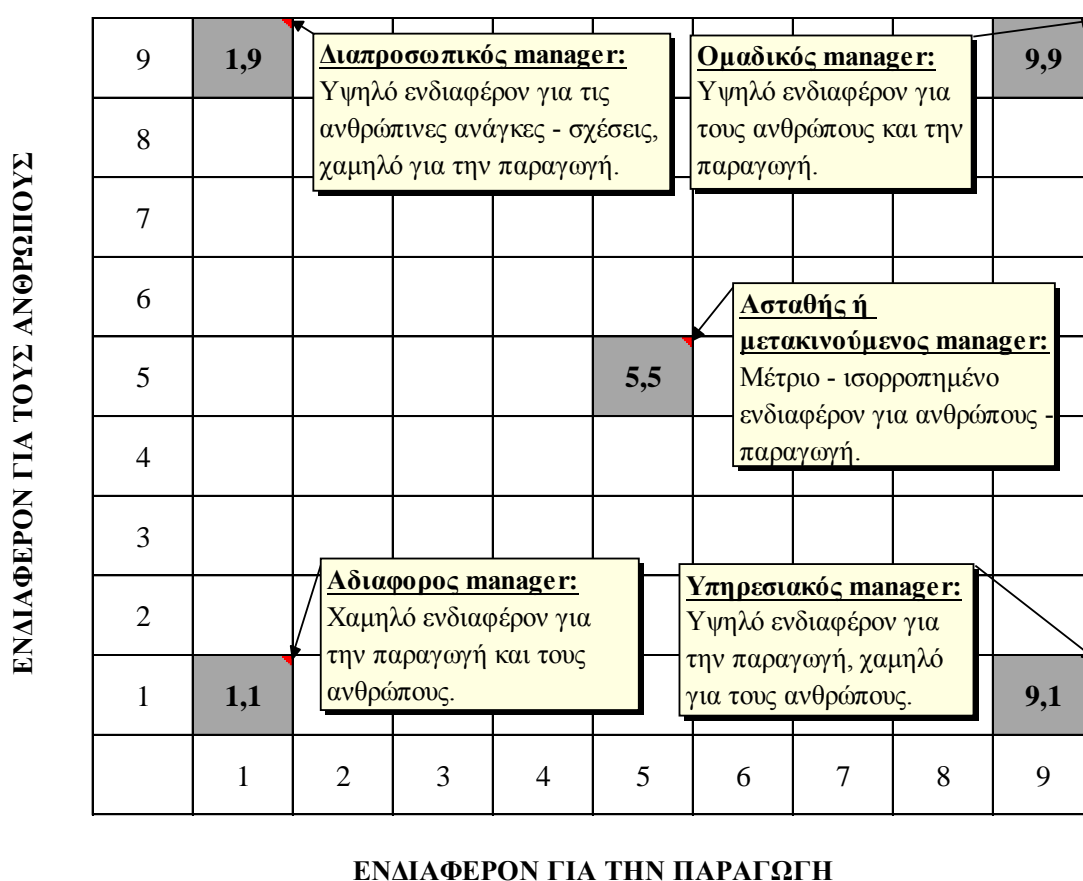 ΕΝΔΙΑΦΕΡΟΝ ΓΙΑ ΤΟΥΣ ΑΝΘΡΩΠΟΥΣ
9
1,9
Διαπροσωπικός manager:
Υψηλό ενδιαφέρον για τις
ανθρώπινες ανάγκες - σχέσεις,
χαμηλό για την παραγωγή.
Ομαδικός manager:
Υψηλό ενδιαφέρον για
τους ανθρώπους και την
παραγωγή.
9,9
8
7
6
Ασταθής ή
μετακινούμενος manager:
Μέτριο - ισορροπημένο
ενδιαφέρον για ανθρώπους -
παραγωγή.
5
5,5
4
3
Αδιαφορος manager:
Χαμηλό ενδιαφέρον για
την παραγωγή και τους
ανθρώπους.
Υπηρεσιακός manager:
Υψηλό ενδιαφέρον για
την παραγωγή, χαμηλό
για τους ανθρώπους.
2
1
1,1
9,1
1 2 3 4 5 6 7 8 9
ΕΝΔΙΑΦΕΡΟΝ ΓΙΑ ΤΗΝ ΠΑΡΑΓΩΓΗ